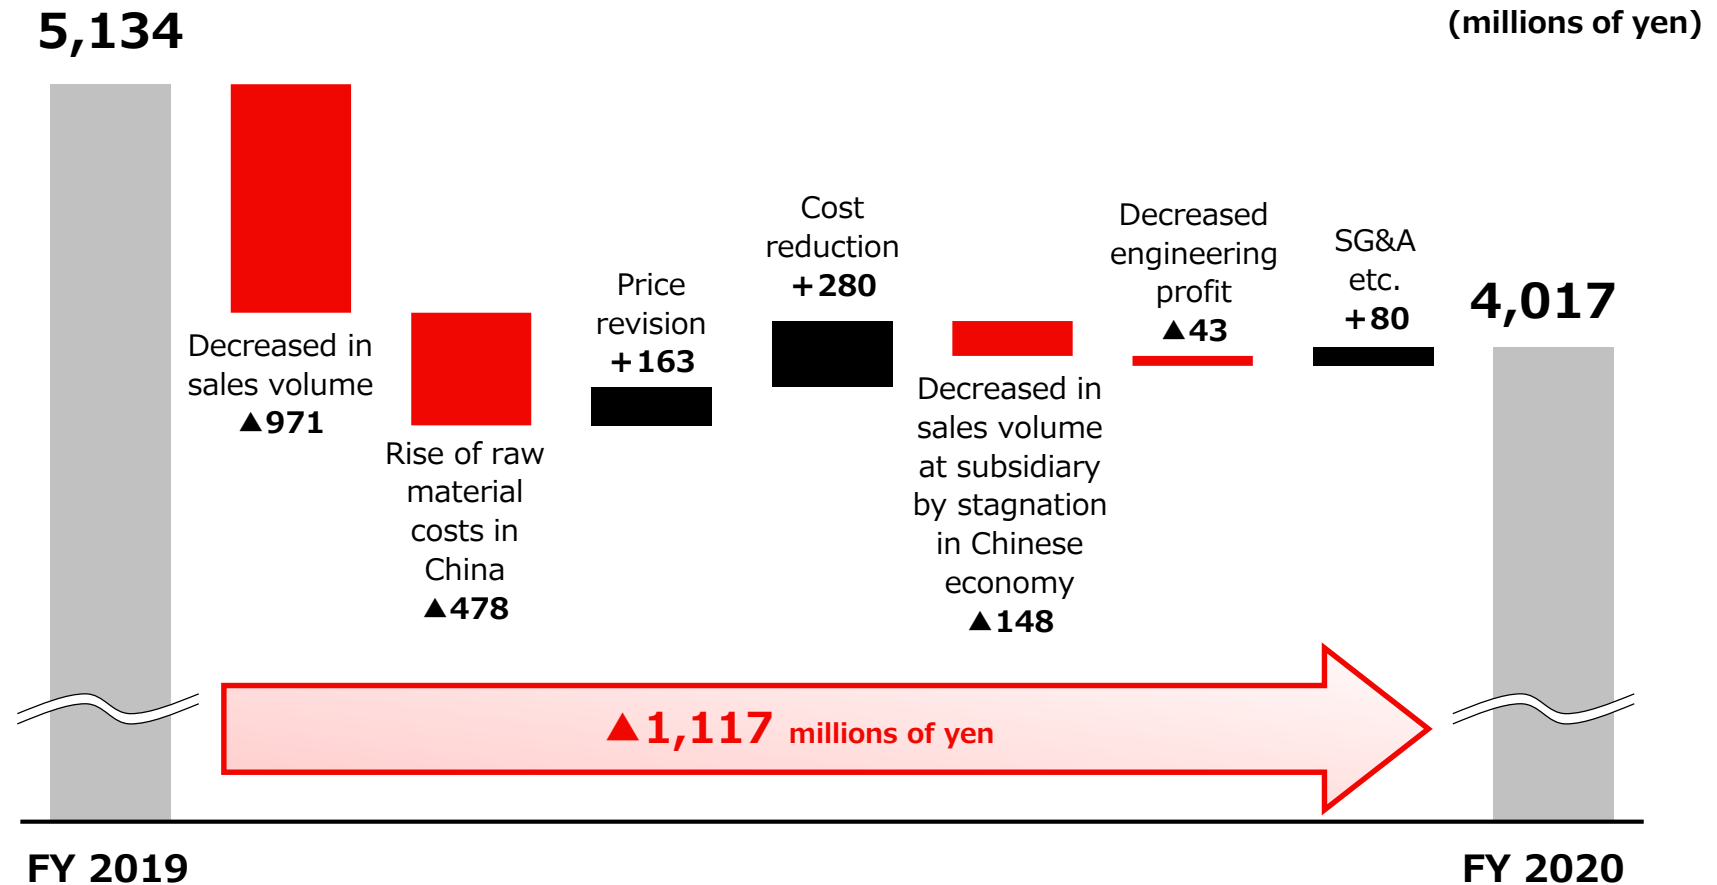 5,134
(millions of yen)
Decreased in
sales volume
▲971
Rise of raw
material
costs in
China
▲478
Price
revision
+163
Cost
reduction
+280
Decreased in
sales volume
at subsidiary
by stagnation
in Chinese
economy
▲148
Decreased
engineering
profit
▲43
SG&A
etc.
+80
4,017
▲1,117 millions of yen
FY 2019
FY 2020